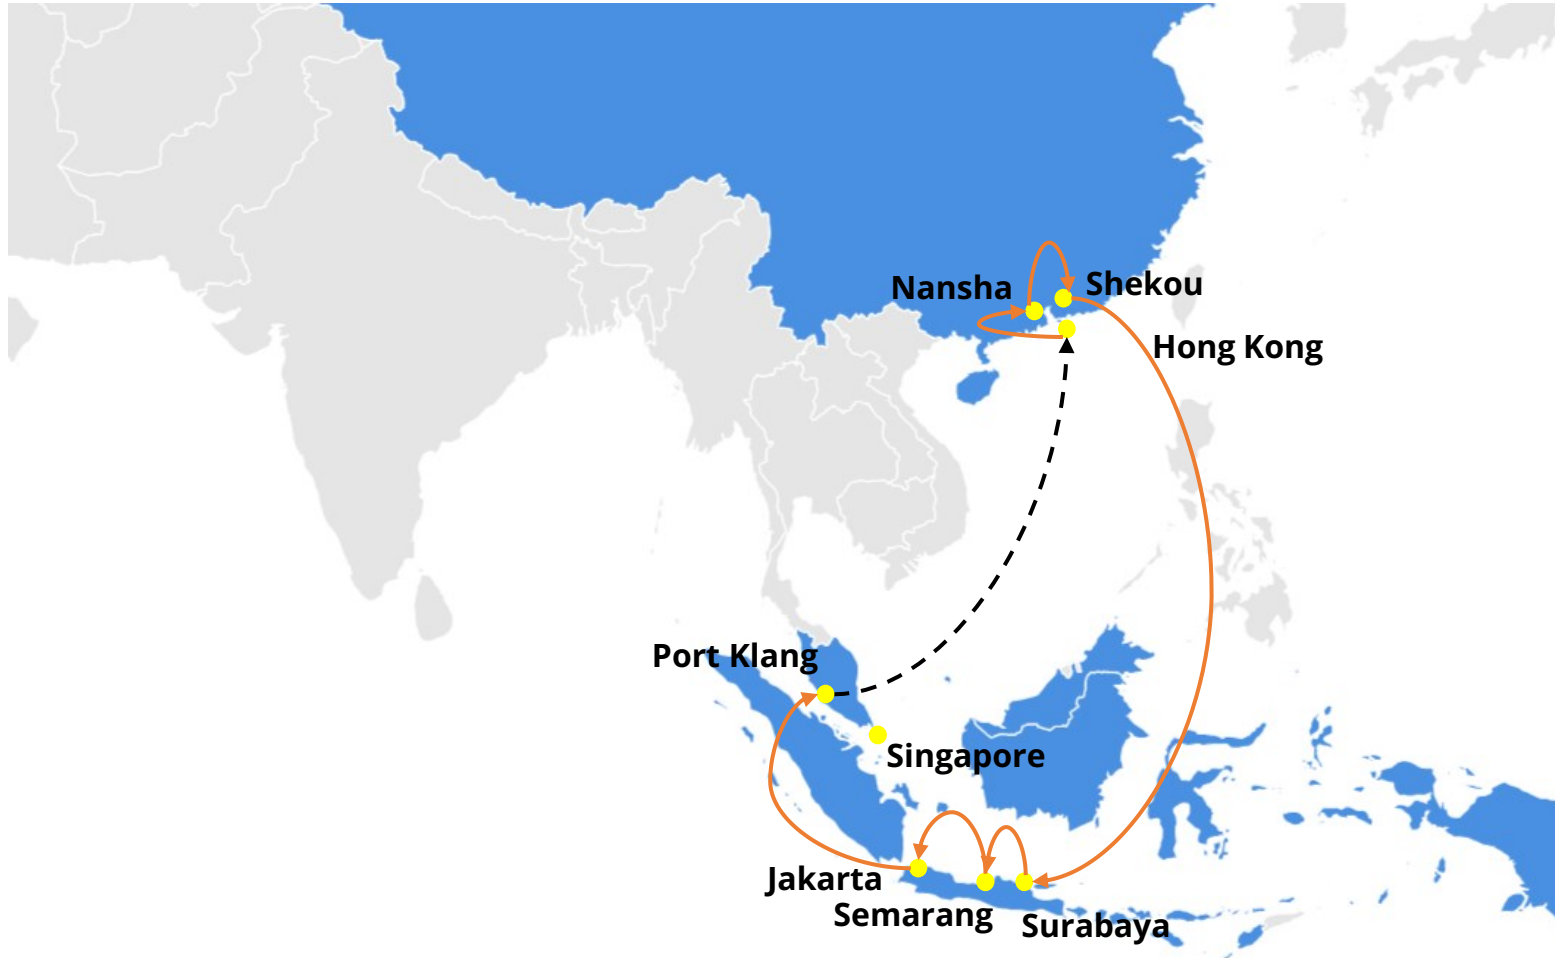 Nansha
Shekou
Hong Kong
Port Klang
Singapore
Jakarta
Semarang
Surabaya